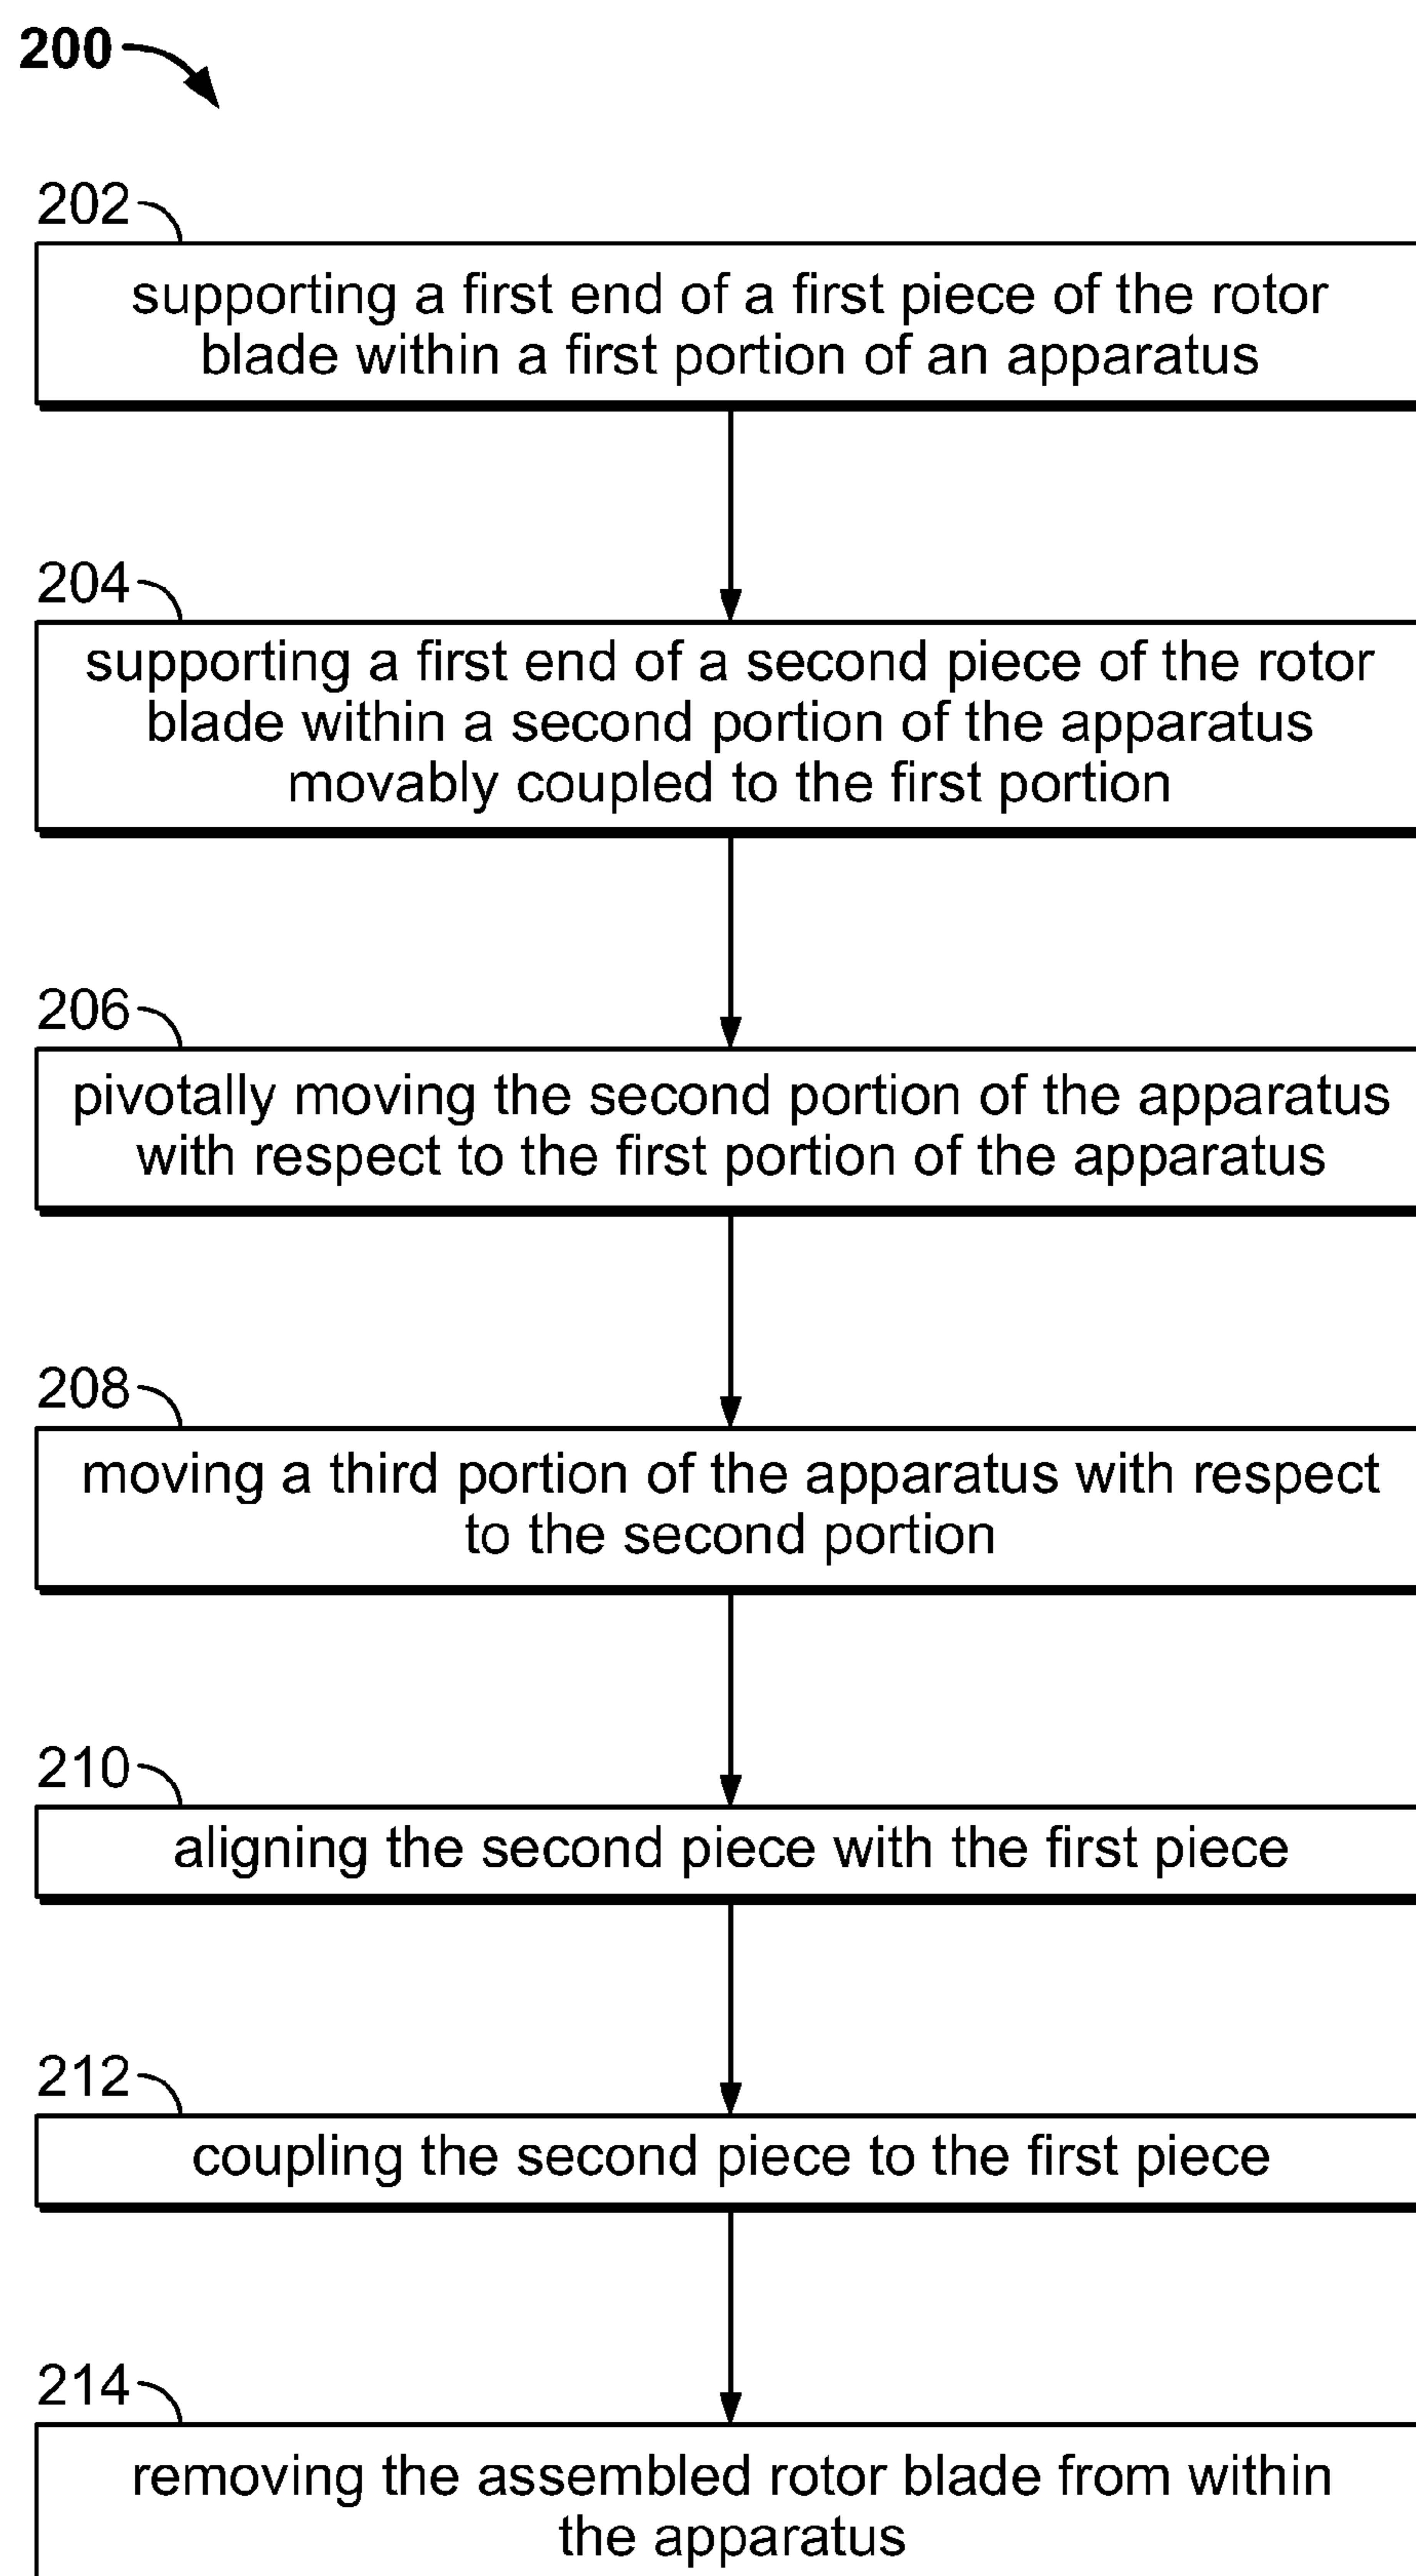 200
202
supporting a first end of a first piece of the rotor
blade within a first portion of an apparatus
204
supporting a first end of a second piece of the rotor
blade within a second portion of the apparatus
movably coupled to the first portion
206
pivotally moving the second portion of the apparatus
with respect to the first portion of the apparatus
208
moving a third portion of the apparatus with respect
to the second portion
210
aligning the second piece with the first piece
212
coupling the second piece to the first piece
214
removing the assembled rotor blade from within
the apparatus